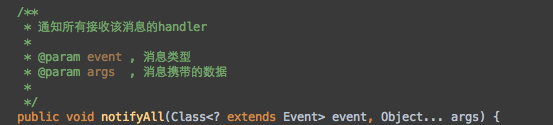 /**
* 通知所有接收该消息的handler
*
* @param event , 消息类型
* @param args , 消息携带的数据
*
*/
public void notifyAll(Class<? extends Event> event, Object... args) {